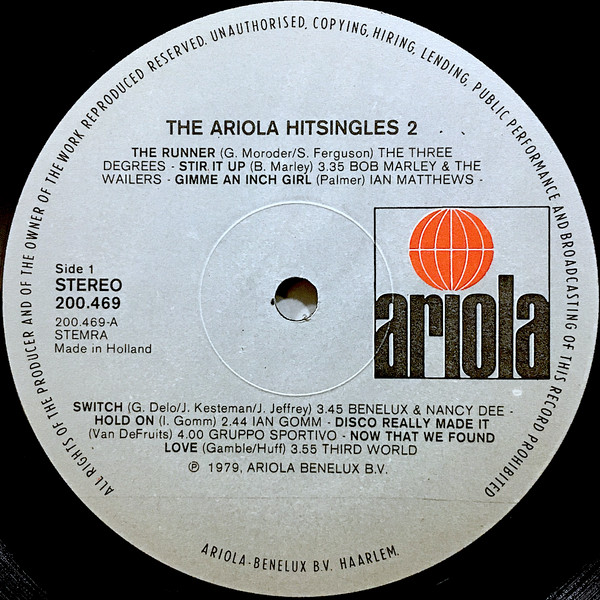 ALL RIGHTS OF THE PRODUCER AND OF THE OWNER OF THE WORK REPRODUCED RESERVED. UNAUTHORISED, COPYING, HIRING, LENDING, PUBLIC PERFORMANCE AND BROADCASTING OF THIS RECORD PROHIBITED
THE ARIOLA HITSINGLES 2
THE RUNNER (G. Moroder/S. Ferguson) THE THREE
DEGREES - STIR IT UP (B. Marley) 3.35 BOB MARLEY & THE
WAILERS - GIMME AN INCH GIRL (Palmer) IAN MATTHEWS -
Side 1
STEREO
200.469
200.469-A
STEMRA
Made in Holland
ariola
SWITCH (G. Delo/J. Kesteman/J. Jeffrey) 3.45 BENELUX & NANCY DEE -
HOLD ON (I. Gomm) 2.44 IAN GOMM - DISCO REALLY MADE IT
(Van DeFruits) 4.00 GRUPPO SPORTIVO - NOW THAT WE FOUND
LOVE (Gamble/Huff) 3.55 THIRD WORLD
℗ 1979, ARIOLA BENELUX B.V.
ARIOLA-BENELUX B.V. HAARLEM.